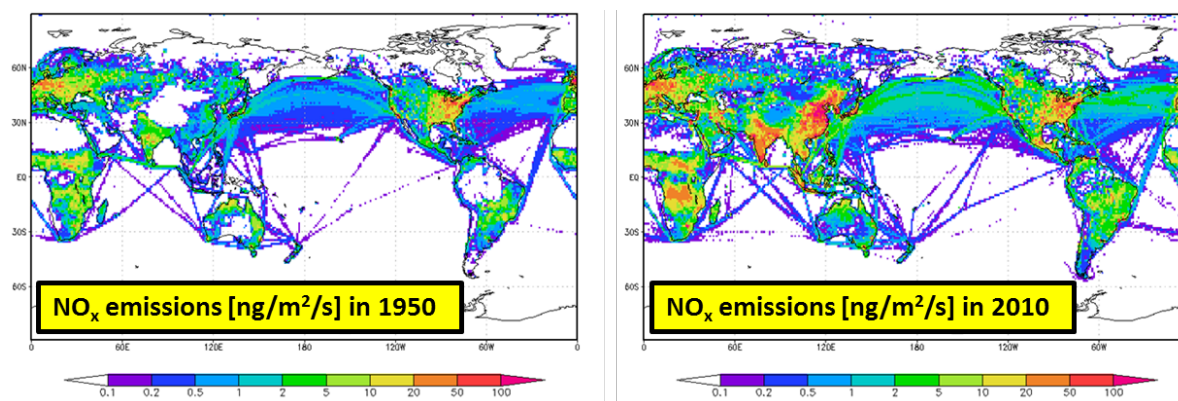 60N
30N
EQ
30S
60S
NOx emissions [ng/m²/s] in 1950
0 60E 120E 180 120W 60W 0
0.1 0.2 0.5 1 2 5 10 20 50 100
60N
30N
EQ
30S
60S
NOx emissions [ng/m²/s] in 2010
0 60E 120E 180 120W 60W
0.1 0.2 0.5 1 2 5 10 20 50 100